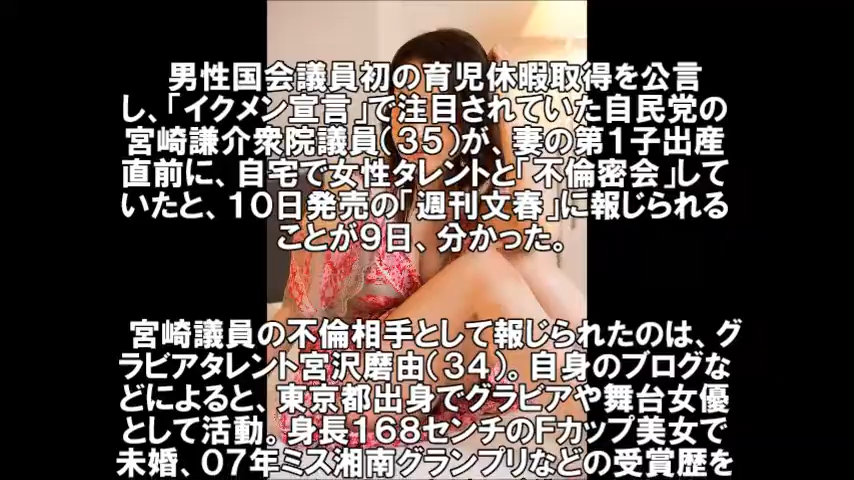 男性国会議員初の育児休暇取得を公言
し、「イクメン宣言」で注目されていた自民党の
宮崎謙介衆院議員（３５）が、妻の第１子出産
直前に、自宅で女性タレントと「不倫密会」して
いたと、１０日発売の「週刊文春」に報じられる
ことが９日、分かった。
宮崎議員の不倫相手として報じられたのは、グ
ラビアタレント宮沢磨由（３４）。自身のブログな
どによると、東京都出身でグラビアや舞台女優
として活動。身長１６８センチのＦカップ美女で
未婚、０７年ミス湘南グランプリなどの受賞歴を